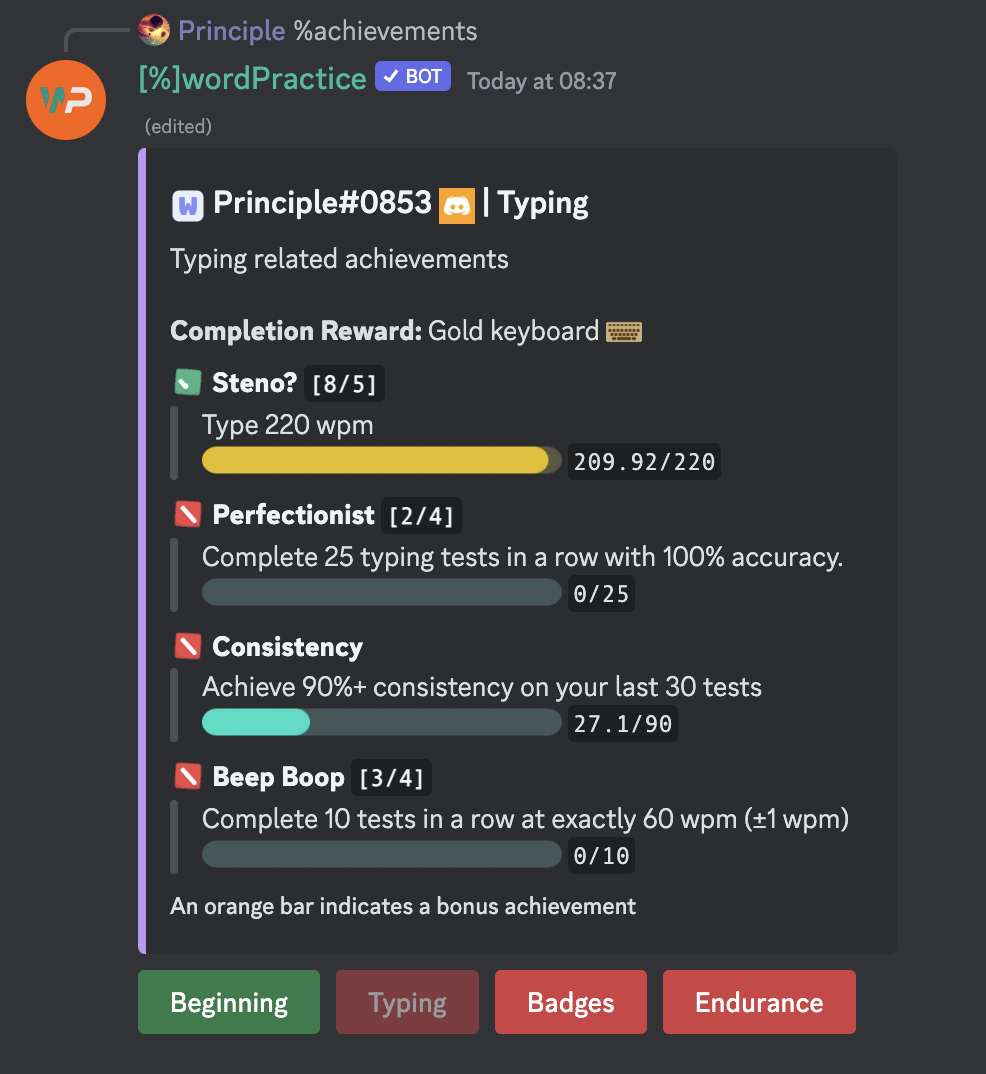 Principle %achievements
WP
[%]wordPractice ✓ BOT Today at 08:37
(edited)
W Principle#0853 | Typing
Typing related achievements
Completion Reward: Gold keyboard
Steno? [8/5]
Type 220 wpm
209.92/220
Perfectionist [2/4]
Complete 25 typing tests in a row with 100% accuracy.
0/25
Consistency
Achieve 90%+ consistency on your last 30 tests
27.1/90
Beep Boop [3/4]
Complete 10 tests in a row at exactly 60 wpm (±1 wpm)
0/10
An orange bar indicates a bonus achievement
Beginning Typing Badges Endurance